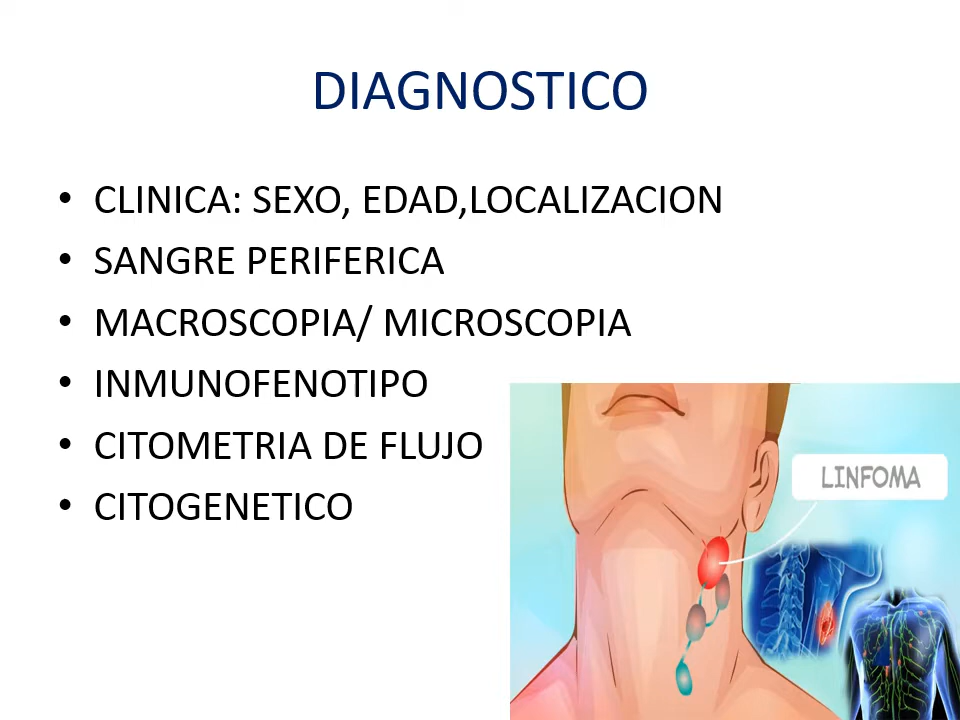 DIAGNOSTICO
• CLINICA: SEXO, EDAD,LOCALIZACION
• SANGRE PERIFERICA
• MACROSCOPIA/ MICROSCOPIA
• INMUNOFENOTIPO
• CITOMETRIA DE FLUJO
• CITOGENETICO
LINFOMA